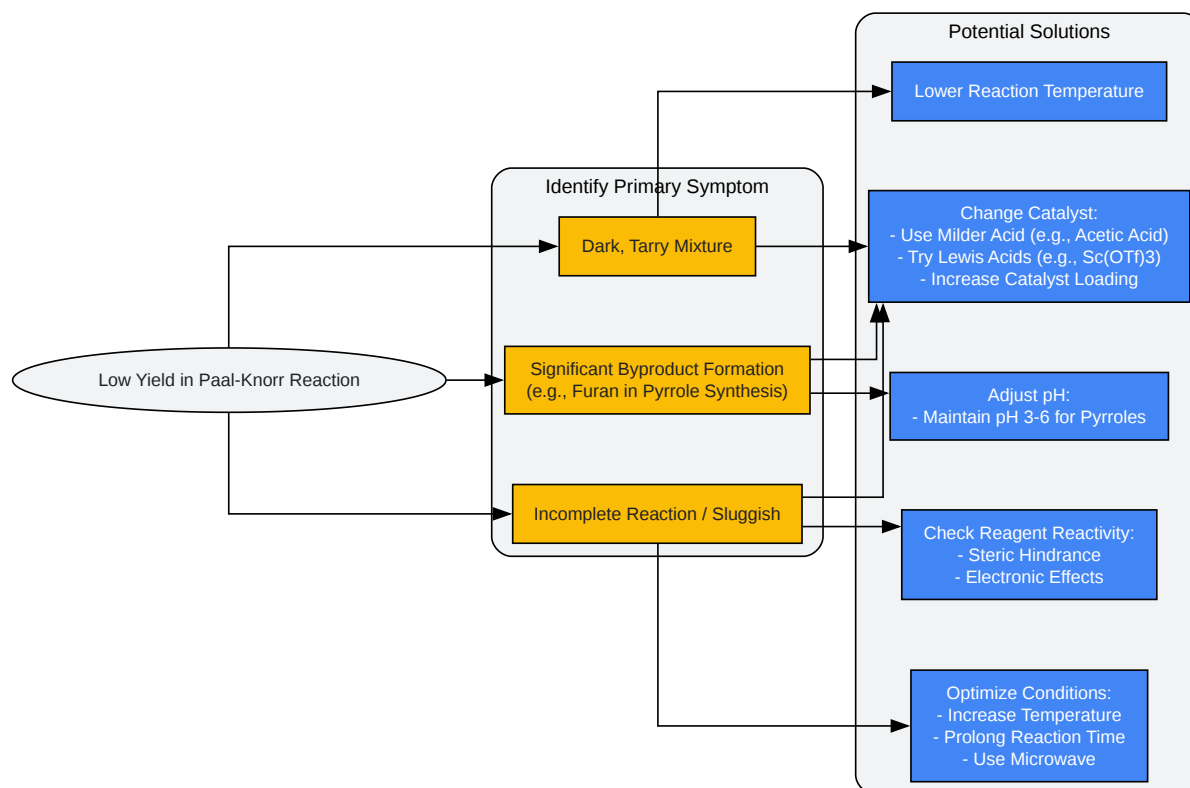 Low Yield in Paal-Knorr Reaction
Identify Primary Symptom
Dark, Tarry Mixture
Significant Byproduct Formation
(e.g., Furan in Pyrrole Synthesis)
Incomplete Reaction / Sluggish
Potential Solutions
Lower Reaction Temperature
Change Catalyst:
- Use Milder Acid (e.g., Acetic Acid)
- Try Lewis Acids (e.g., Sc(OTf)3)
- Increase Catalyst Loading
Adjust pH:
- Maintain pH 3-6 for Pyrroles
Check Reagent Reactivity:
- Steric Hindrance
- Electronic Effects
Optimize Conditions:
- Increase Temperature
- Prolong Reaction Time
- Use Microwave